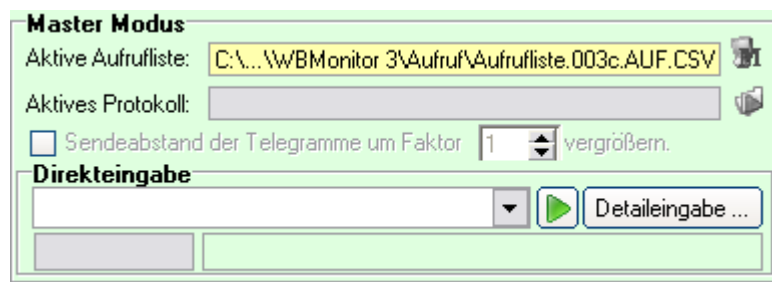 Master Modus
Aktive Aufrufliste: C:\...\WBMonitor 3\Aufruf\Aufrufliste.003c.AUF.CSV
Aktives Protokoll:
Sendeabstand der Telegramme um Faktor 1 vergrößern.
Direkteingabe
Detaileingabe ...